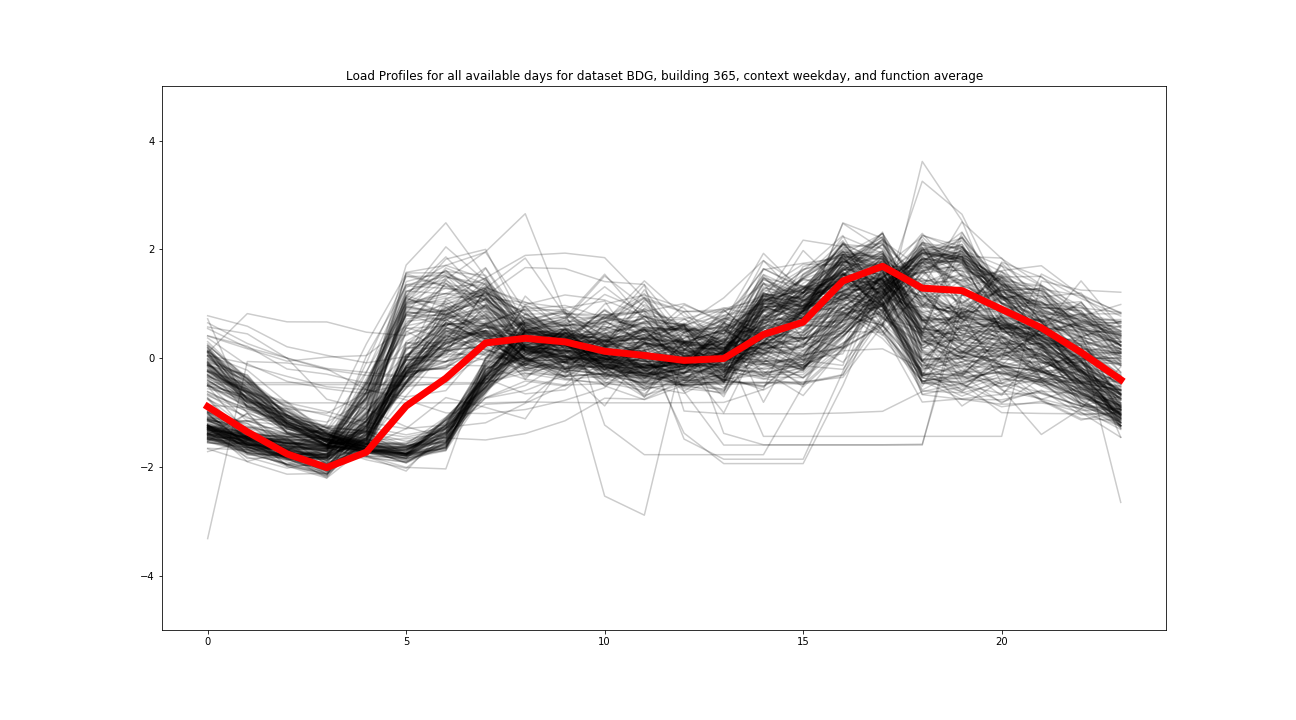 Load Profiles for all available days for dataset BDG, building 365, context weekday, and function average
4
2
0
−2
−4
0 5 10 15 20